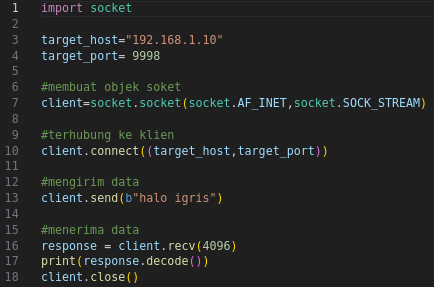 1 import socket
2
3 target_host="192.168.1.10"
4 target_port= 9998
5
6 #membuat objek soket
7 client=socket.socket(socket.AF_INET,socket.SOCK_STREAM)
8
9 #terhubung ke klien
10 client.connect((target_host,target_port))
11
12 #mengirim data
13 client.send(b"halo igris")
14
15 #menerima data
16 response = client.recv(4096)
17 print(response.decode())
18 client.close()